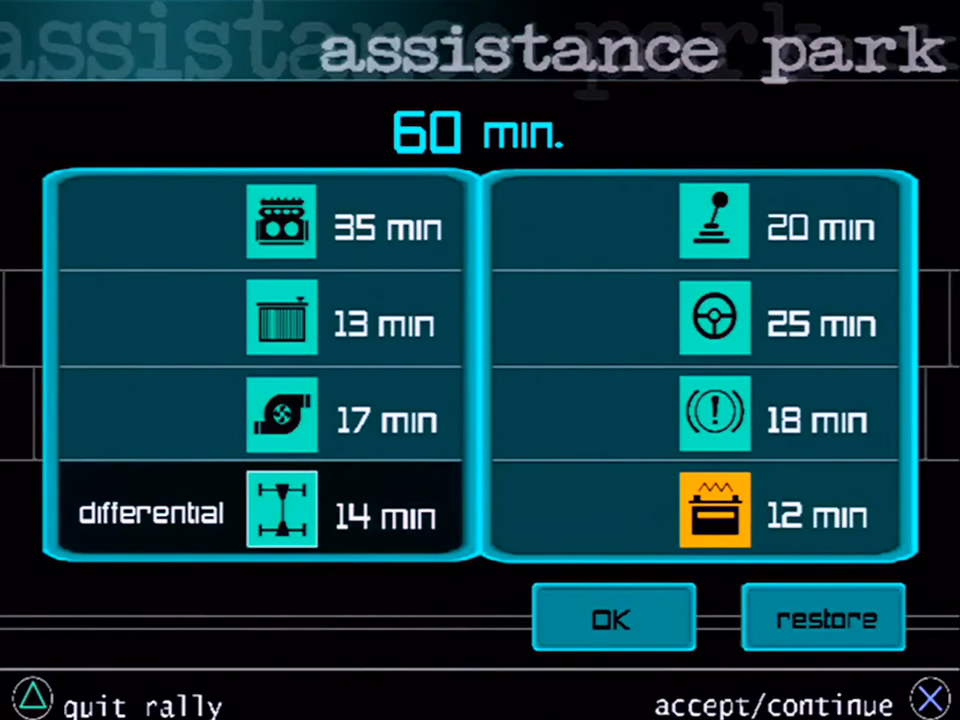 assistance park
60 min.
35 min
20 min
13 min
25 min
17 min
18 min
differential
14 min
12 min
OK
restore
quit rally
accept/continue